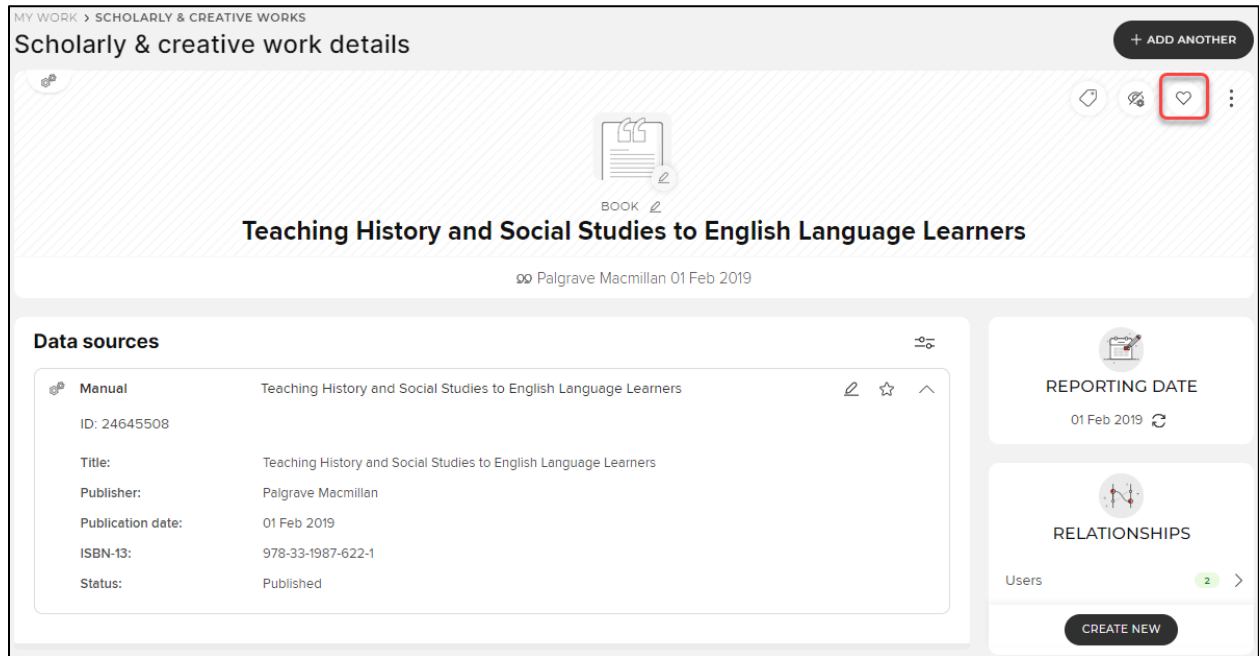 MY WORK > SCHOLARLY & CREATIVE WORKS
Scholarly & creative work details
+ ADD ANOTHER
BOOK
Teaching History and Social Studies to English Language Learners
Palgrave Macmillan 01 Feb 2019
Data sources
Manual Teaching History and Social Studies to English Language Learners
ID: 24645508
Title: Teaching History and Social Studies to English Language Learners
Publisher: Palgrave Macmillan
Publication date: 01 Feb 2019
ISBN-13: 978-33-1987-622-1
Status: Published
REPORTING DATE
01 Feb 2019
RELATIONSHIPS
Users 2
CREATE NEW